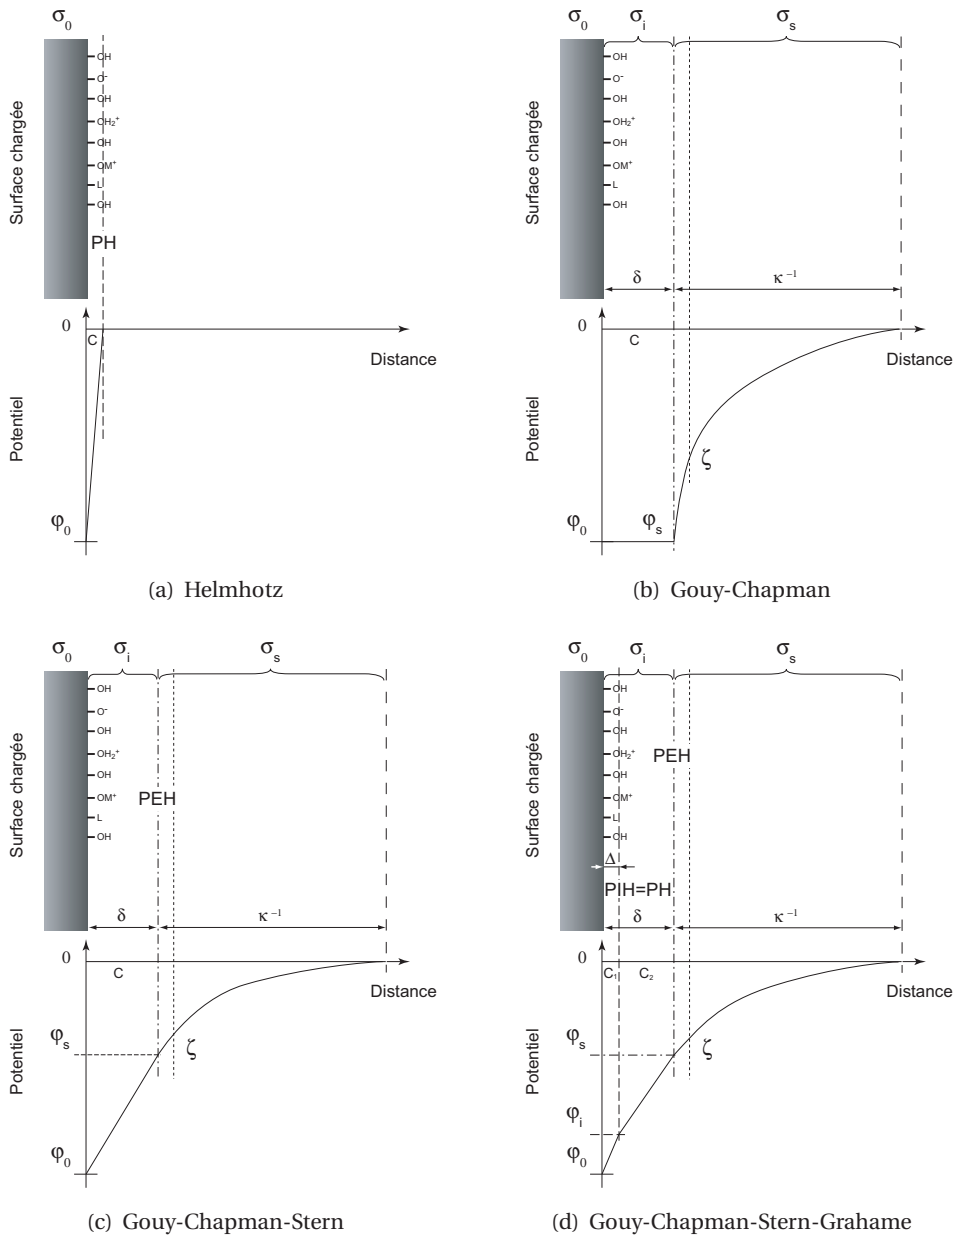 σ0
Surface chargée
OH
O-
OH
OH2+
OH
OM+
L
OH
PH
0
C
Distance
Potentiel
φ0
(a) Helmhotz
σ0 σi σs
Surface chargée
OH
O-
OH
OH2+
OH
OM+
L
OH
δ κ-1
0
C
Distance
Potentiel
ζ
φ0 φs
(b) Gouy-Chapman
σ0 σi σs
Surface chargée
OH
O-
OH
OH2+
OH
OM+
L
OH
PEH
δ κ-1
0
C
Distance
Potentiel
φs
ζ
φ0
(c) Gouy-Chapman-Stern
σ0 σi σs
Surface chargée
OH
O-
OH
OH2+
OH
OM+
L
OH
PEH
Δ
PIH=PH
δ κ-1
0
C1 C2
Distance
Potentiel
φs
ζ
φi
φ0
(d) Gouy-Chapman-Stern-Grahame